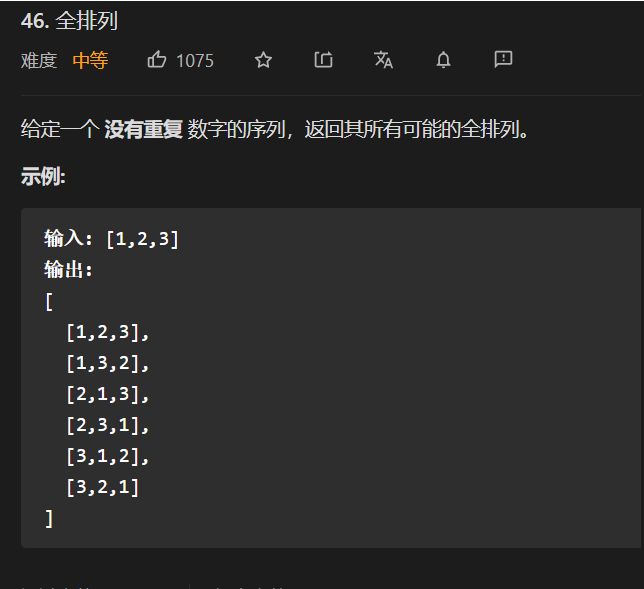 46. 全排列
难度 中等 1075
给定一个 没有重复 数字的序列，返回其所有可能的全排列。
示例:
输入: [1,2,3]
输出:
[
[1,2,3],
[1,3,2],
[2,1,3],
[2,3,1],
[3,1,2],
[3,2,1]
]